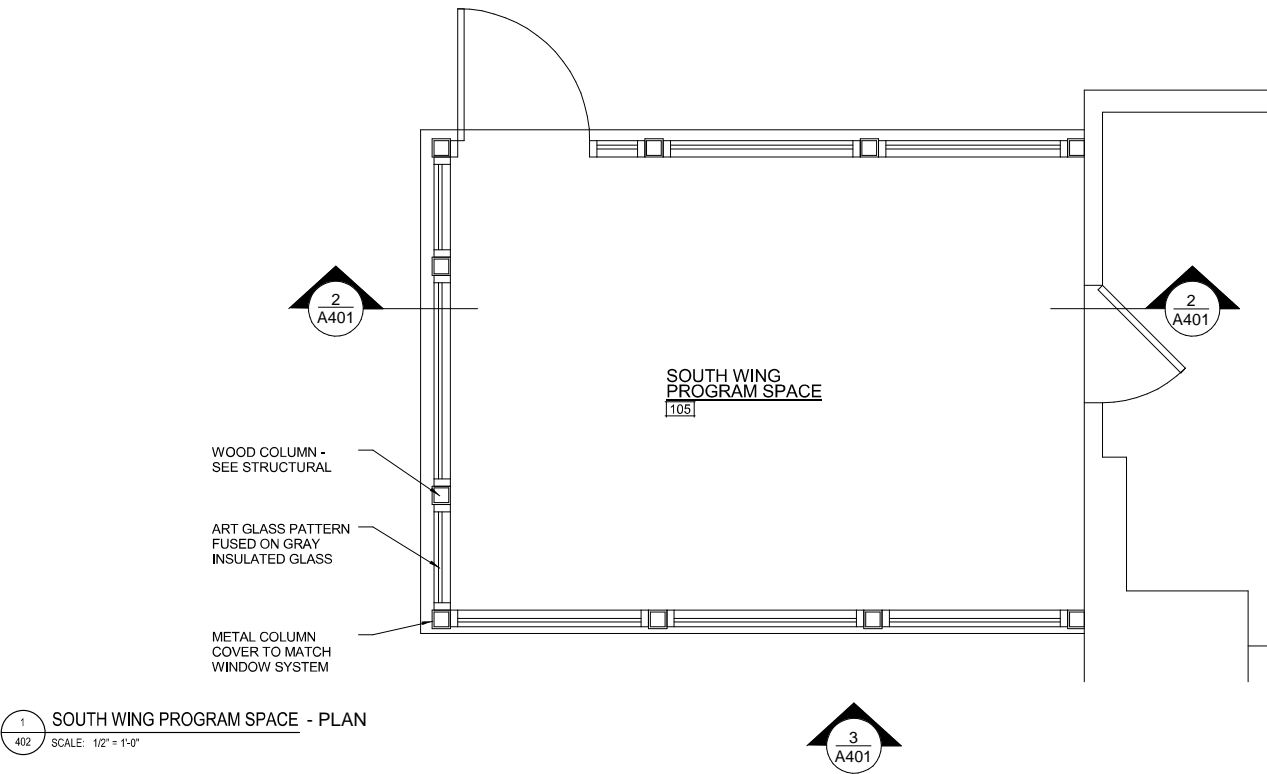 2
A401
2
A401
SOUTH WING
PROGRAM SPACE
105
WOOD COLUMN -
SEE STRUCTURAL
ART GLASS PATTERN
FUSED ON GRAY
INSULATED GLASS
METAL COLUMN
COVER TO MATCH
WINDOW SYSTEM
1
402
SOUTH WING PROGRAM SPACE - PLAN
SCALE: 1/2" = 1'-0"
3
A401